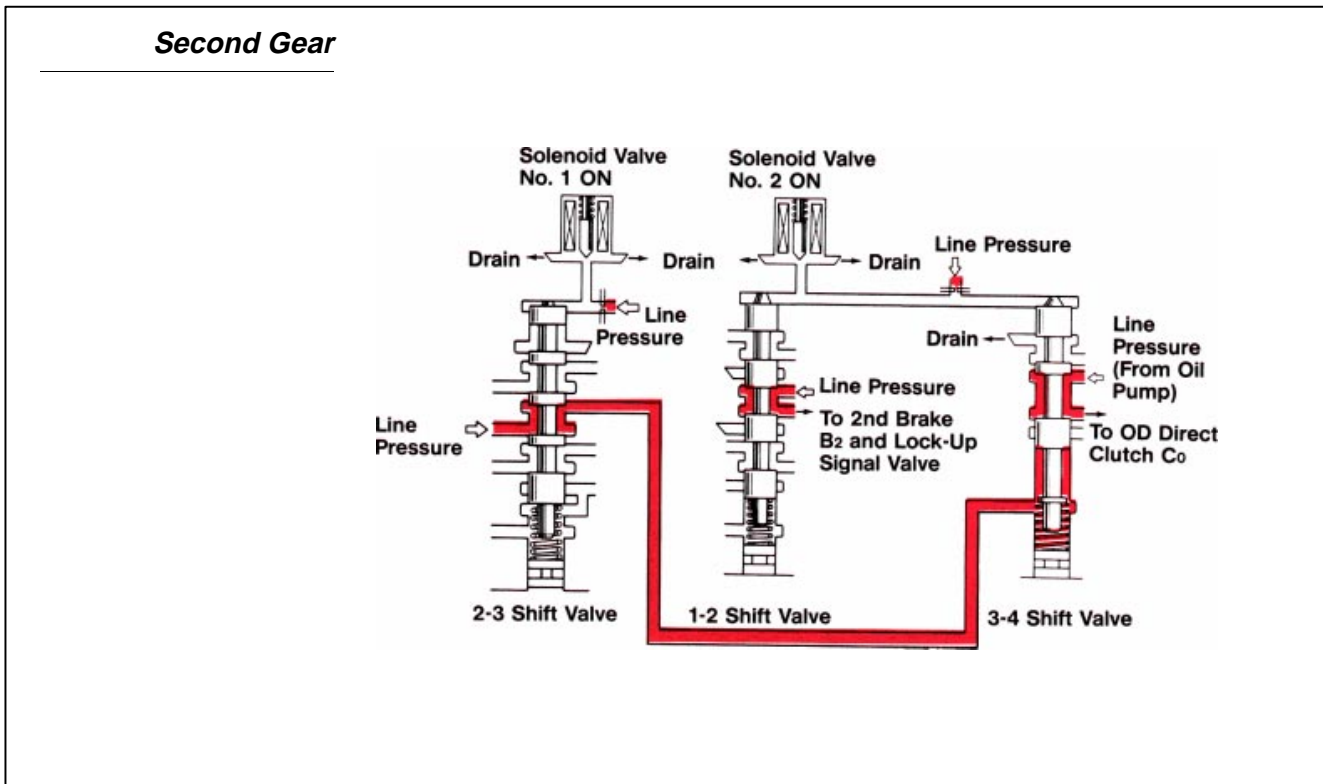 Second Gear
Solenoid Valve
No. 1 ON
Solenoid Valve
No. 2 ON
Drain
Drain
Drain
Line Pressure
Line
Pressure
Drain
Line
Pressure
(From Oil
Pump)
Line
Pressure
Line Pressure
To 2nd Brake
B2 and Lock-Up
Signal Valve
To OD Direct
Clutch C0
2-3 Shift Valve
1-2 Shift Valve
3-4 Shift Valve